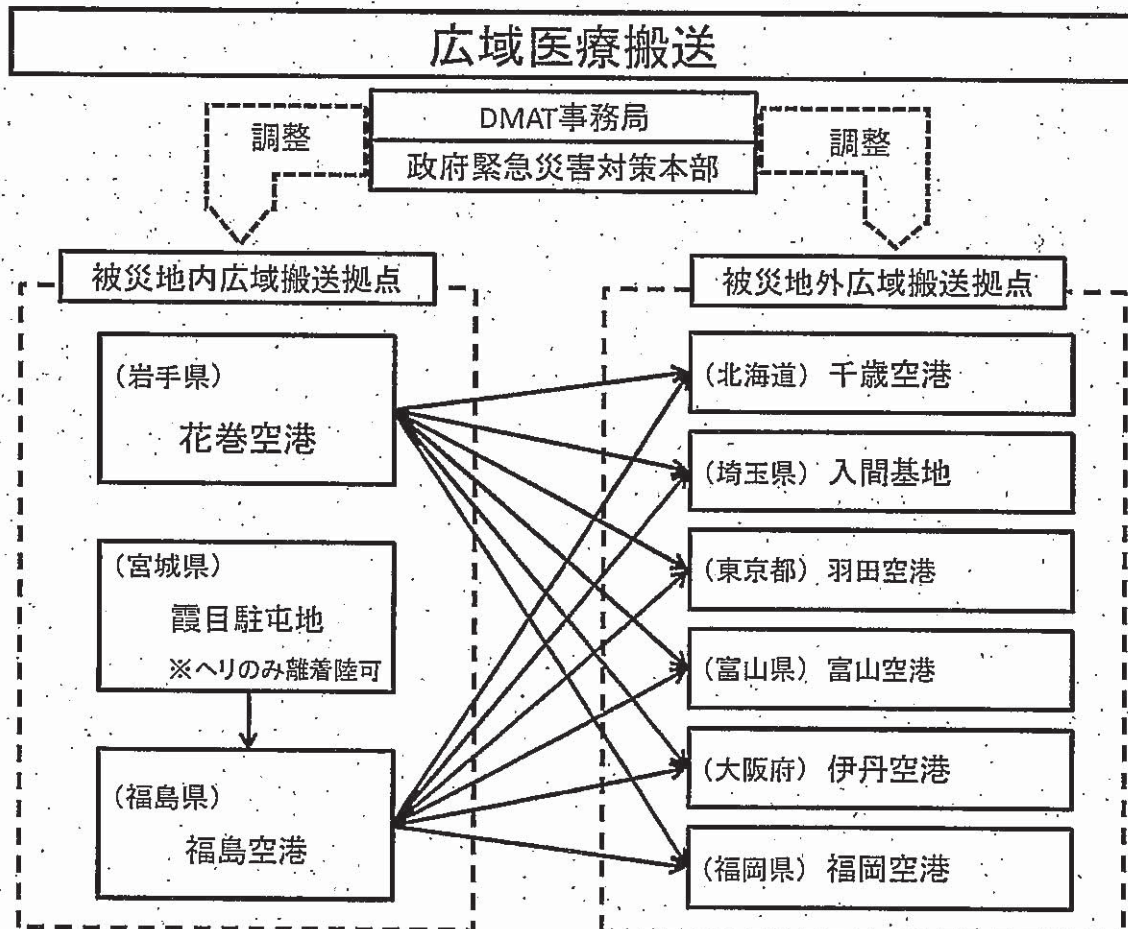 広域医療搬送
DMAT事務局
政府緊急災害対策本部
調整
調整
被災地内広域搬送拠点
(岩手県)
花巻空港
(宮城県)
霞目駐屯地
※ヘリのみ離着陸可
(福島県)
福島空港
被災地外広域搬送拠点
(北海道) 千歳空港
(埼玉県) 入間基地
(東京都) 羽田空港
(富山県) 富山空港
(大阪府) 伊丹空港
(福岡県) 福岡空港